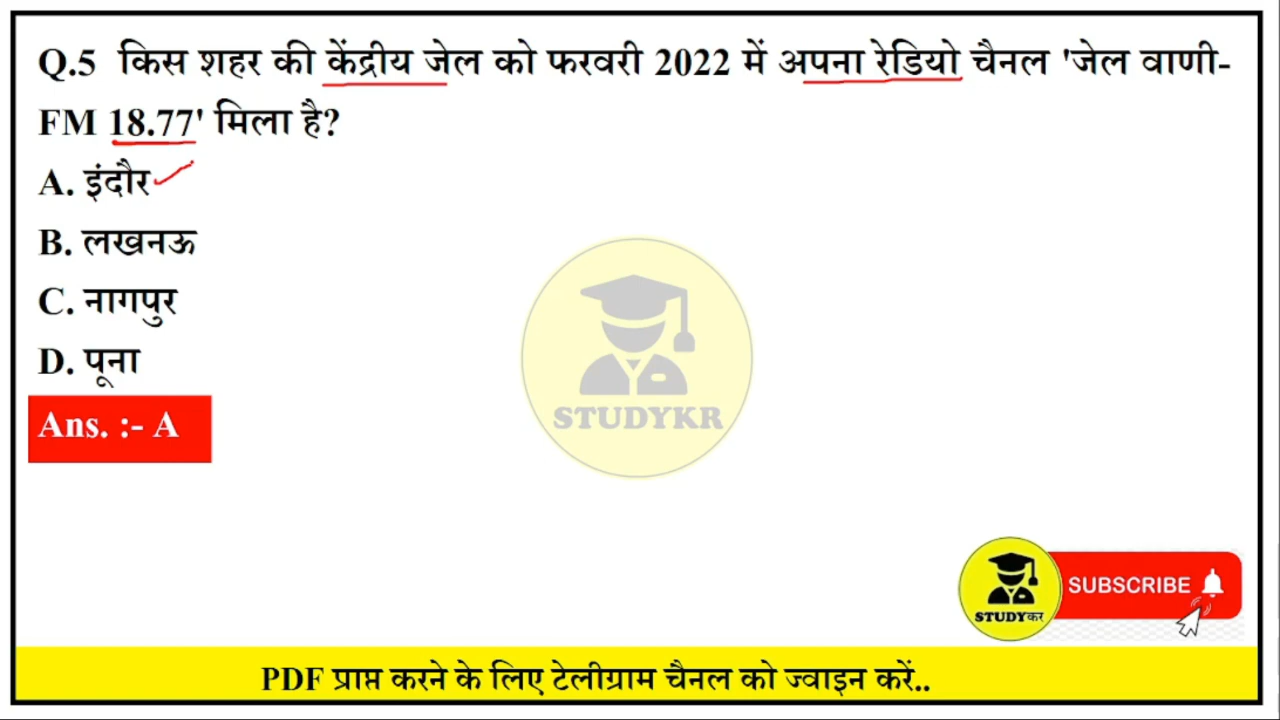 Q.5 किस शहर की केंद्रीय जेल को फरवरी 2022 में अपना रेडियो चैनल 'जेल वाणी-
FM 18.77' मिला है?
A. इंदौर
B. लखनऊ
C. नागपुर
D. पूना
Ans. :- A
STUDYKR
SUBSCRIBE
STUDYकर
PDF प्राप्त करने के लिए टेलीग्राम चैनल को ज्वाइन करें..